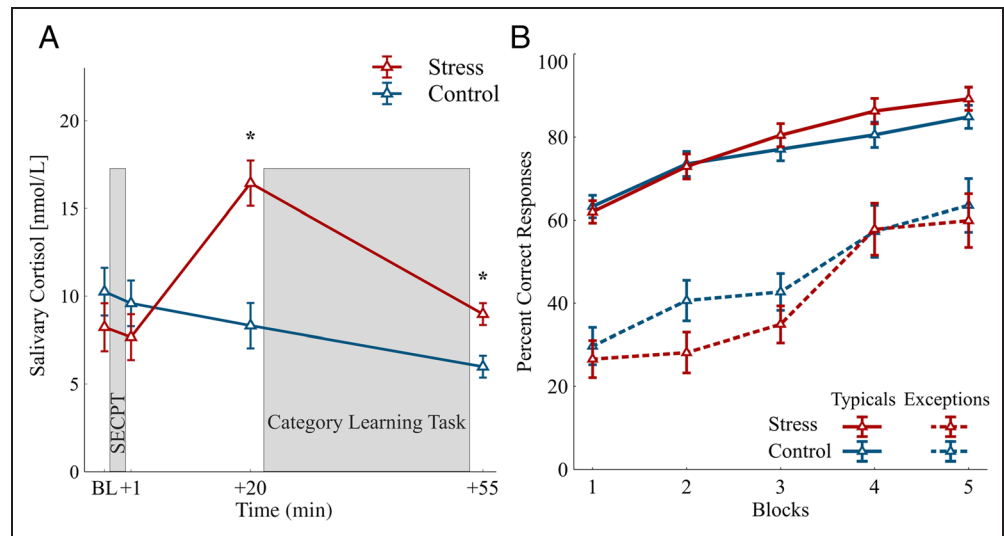 A
Stress
Control
*
*
20
15
10
5
0
Salivary Cortisol [nmol/L]
SECPT
Category Learning Task
BL +1 +20 +55
Time (min)
B
100
80
60
40
20
0
Percent Correct Responses
Typicals Exceptions
Stress
Control
1 2 3 4 5
Blocks